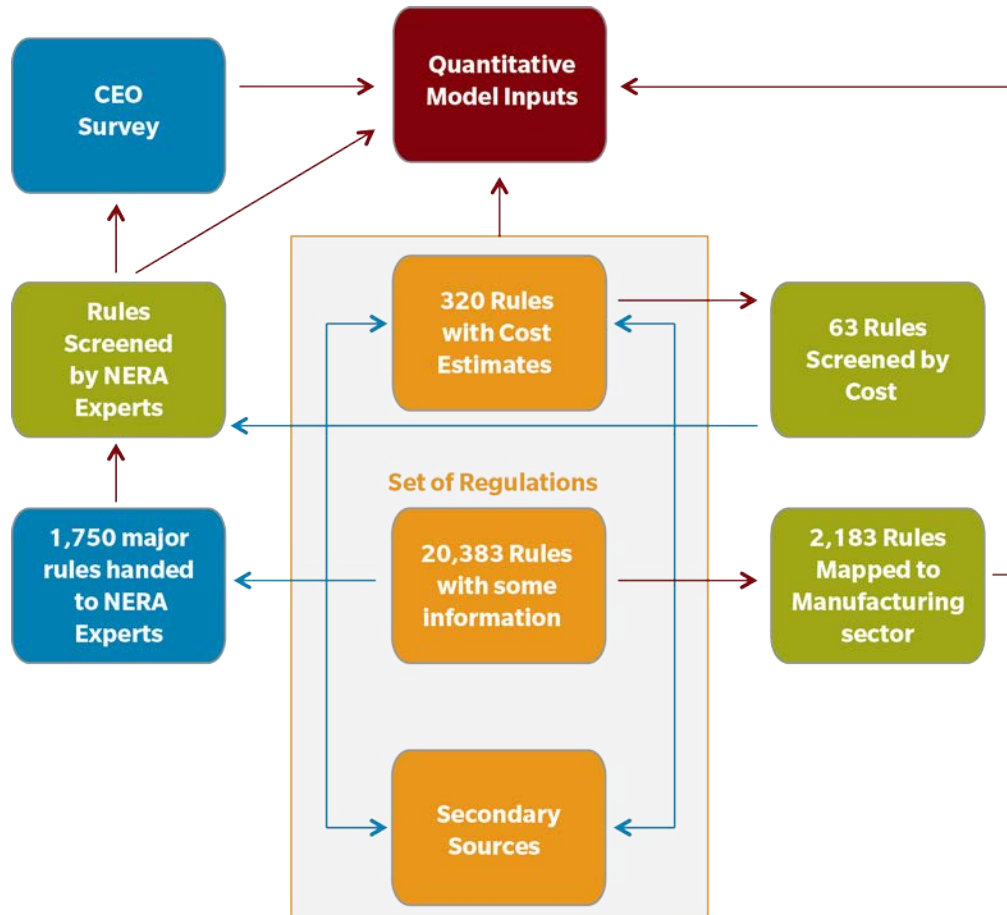 CEO
Survey
Quantitative
Model Inputs
Rules
Screened
by NERA
Experts
320 Rules
with Cost
Estimates
63 Rules
Screened by
Cost
Set of Regulations
1,750 major
rules handed
to NERA
Experts
20,383 Rules
with some
information
2,183 Rules
Mapped to
Manufacturing
sector
Secondary
Sources